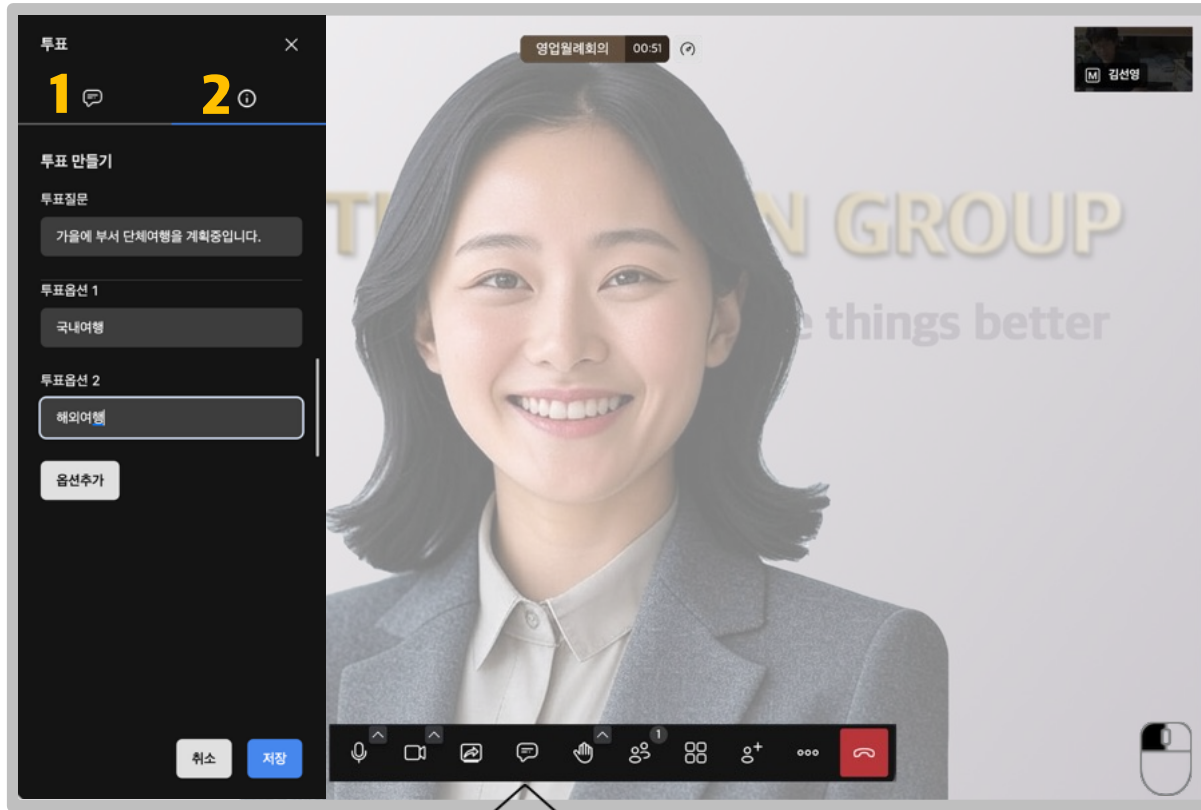 투표
영업월례회의 00:51
M 김선영
1 2
투표 만들기
투표질문
가을에 부서 단체여행을 계획중입니다.
투표옵션 1
국내여행
투표옵션 2
해외여행
옵션추가
취소 저장
1
N GROUP
things better